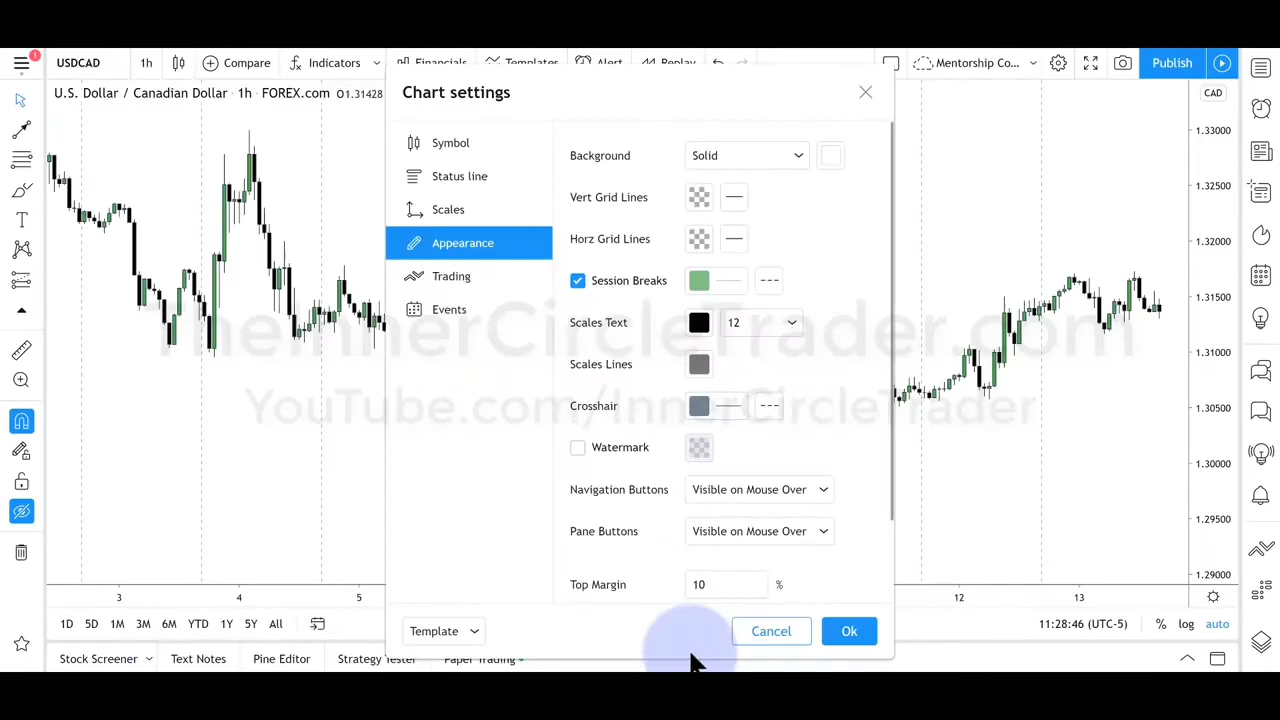 1
USDCAD
1h
Compare
Indicators
Financials
Templates
Alert
Replay
Mentorship Co...
Publish
U.S. Dollar / Canadian Dollar · 1h · FOREX.com O1.31428
CAD
Chart settings
Symbol
Status line
Scales
Appearance
Trading
Events
Background
Solid
Vert Grid Lines
Horz Grid Lines
Session Breaks
Scales Text
12
Scales Lines
Crosshair
Watermark
Navigation Buttons
Visible on Mouse Over
Pane Buttons
Visible on Mouse Over
Top Margin
10
%
Template
Cancel
Ok
TheInnerCircleTrader.com
YouTube.com/InnerCircleTrader
1.33000
1.32500
1.32000
1.31500
1.31000
1.30500
1.30000
1.29500
1.29000
3
4
5
12
13
1D 5D 1M 3M 6M YTD 1Y 5Y All
11:28:46 (UTC-5)
% log auto
Stock Screener
Text Notes
Pine Editor
Strategy Tester
Paper Trading